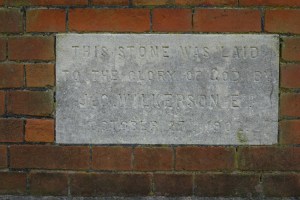 THIS STONE WAS LAID
TO THE GLORY OF GOD BY
WILKERSON E